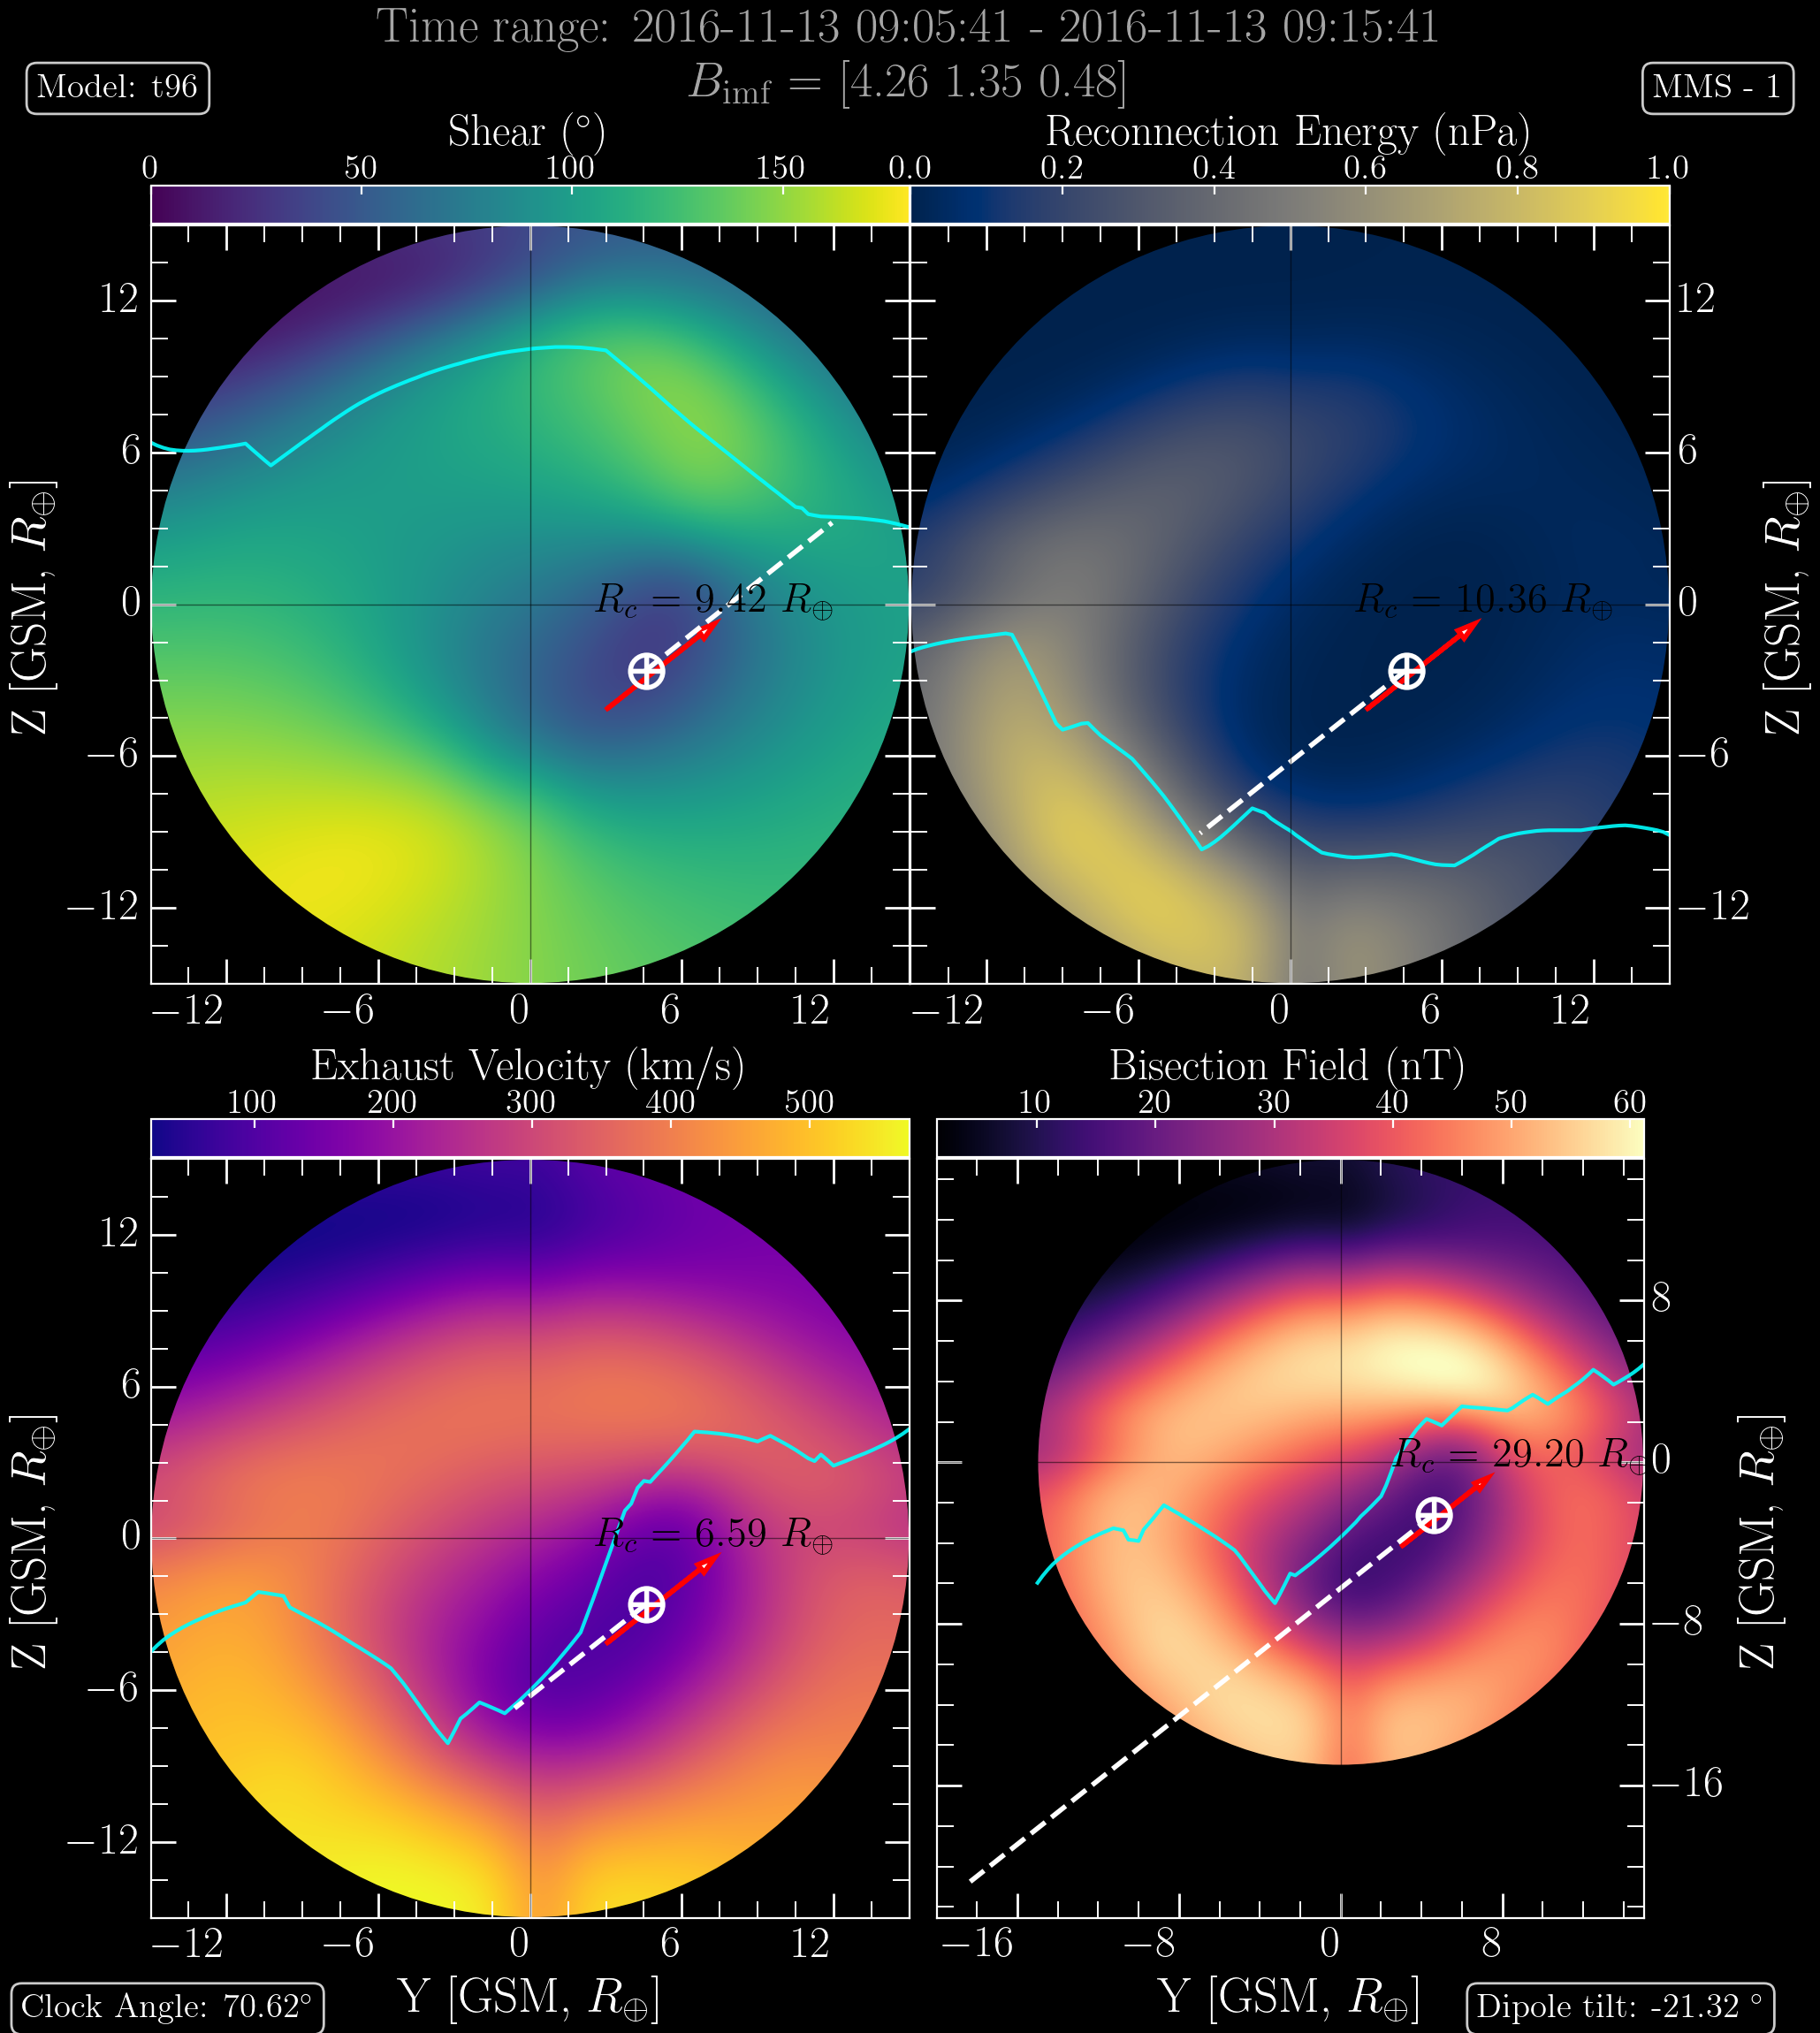 Time range: 2016-11-13 09:05:41 - 2016-11-13 09:15:41
Model: t96
B_imf = [4.26 1.35 0.48]
MMS - 1
Shear (°)
Reconnection Energy (nPa)
0 50 100 150
0.0 0.2 0.4 0.6 0.8 1.0
12
6
0
−6
−12
Z [GSM, R⊕]
R_c = 9.42 R⊕
R_c = 10.36 R⊕
12
6
0
−6
−12
Z [GSM, R⊕]
−12 −6 0 6 12
−12 −6 0 6 12
Exhaust Velocity (km/s)
Bisection Field (nT)
100 200 300 400 500
10 20 30 40 50 60
12
6
0
−6
−12
Z [GSM, R⊕]
R_c = 6.59 R⊕
R_c = 29.20 R⊕
8
0
−8
−16
Z [GSM, R⊕]
−12 −6 0 6 12
−16 −8 0 8
Y [GSM, R⊕]
Y [GSM, R⊕]
Clock Angle: 70.62°
Dipole tilt: -21.32 °